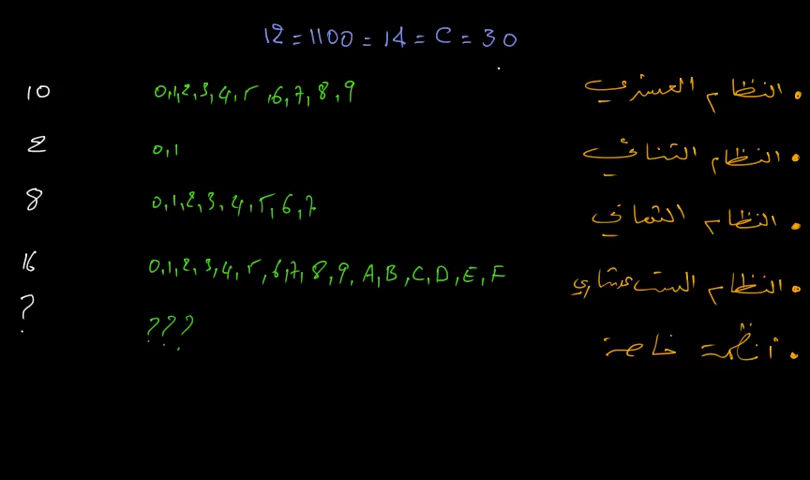 12 = 1100 = 14 = C = 30
10 0,1,2,3,4,5,6,7,8,9 • النظام العشري
2 0,1 • النظام الثنائي
8 0,1,2,3,4,5,6,7 • النظام الثماني
16 0,1,2,3,4,5,6,7,8,9,A,B,C,D,E,F • النظام الست عشاري
? ??? • أنظمة خاصة